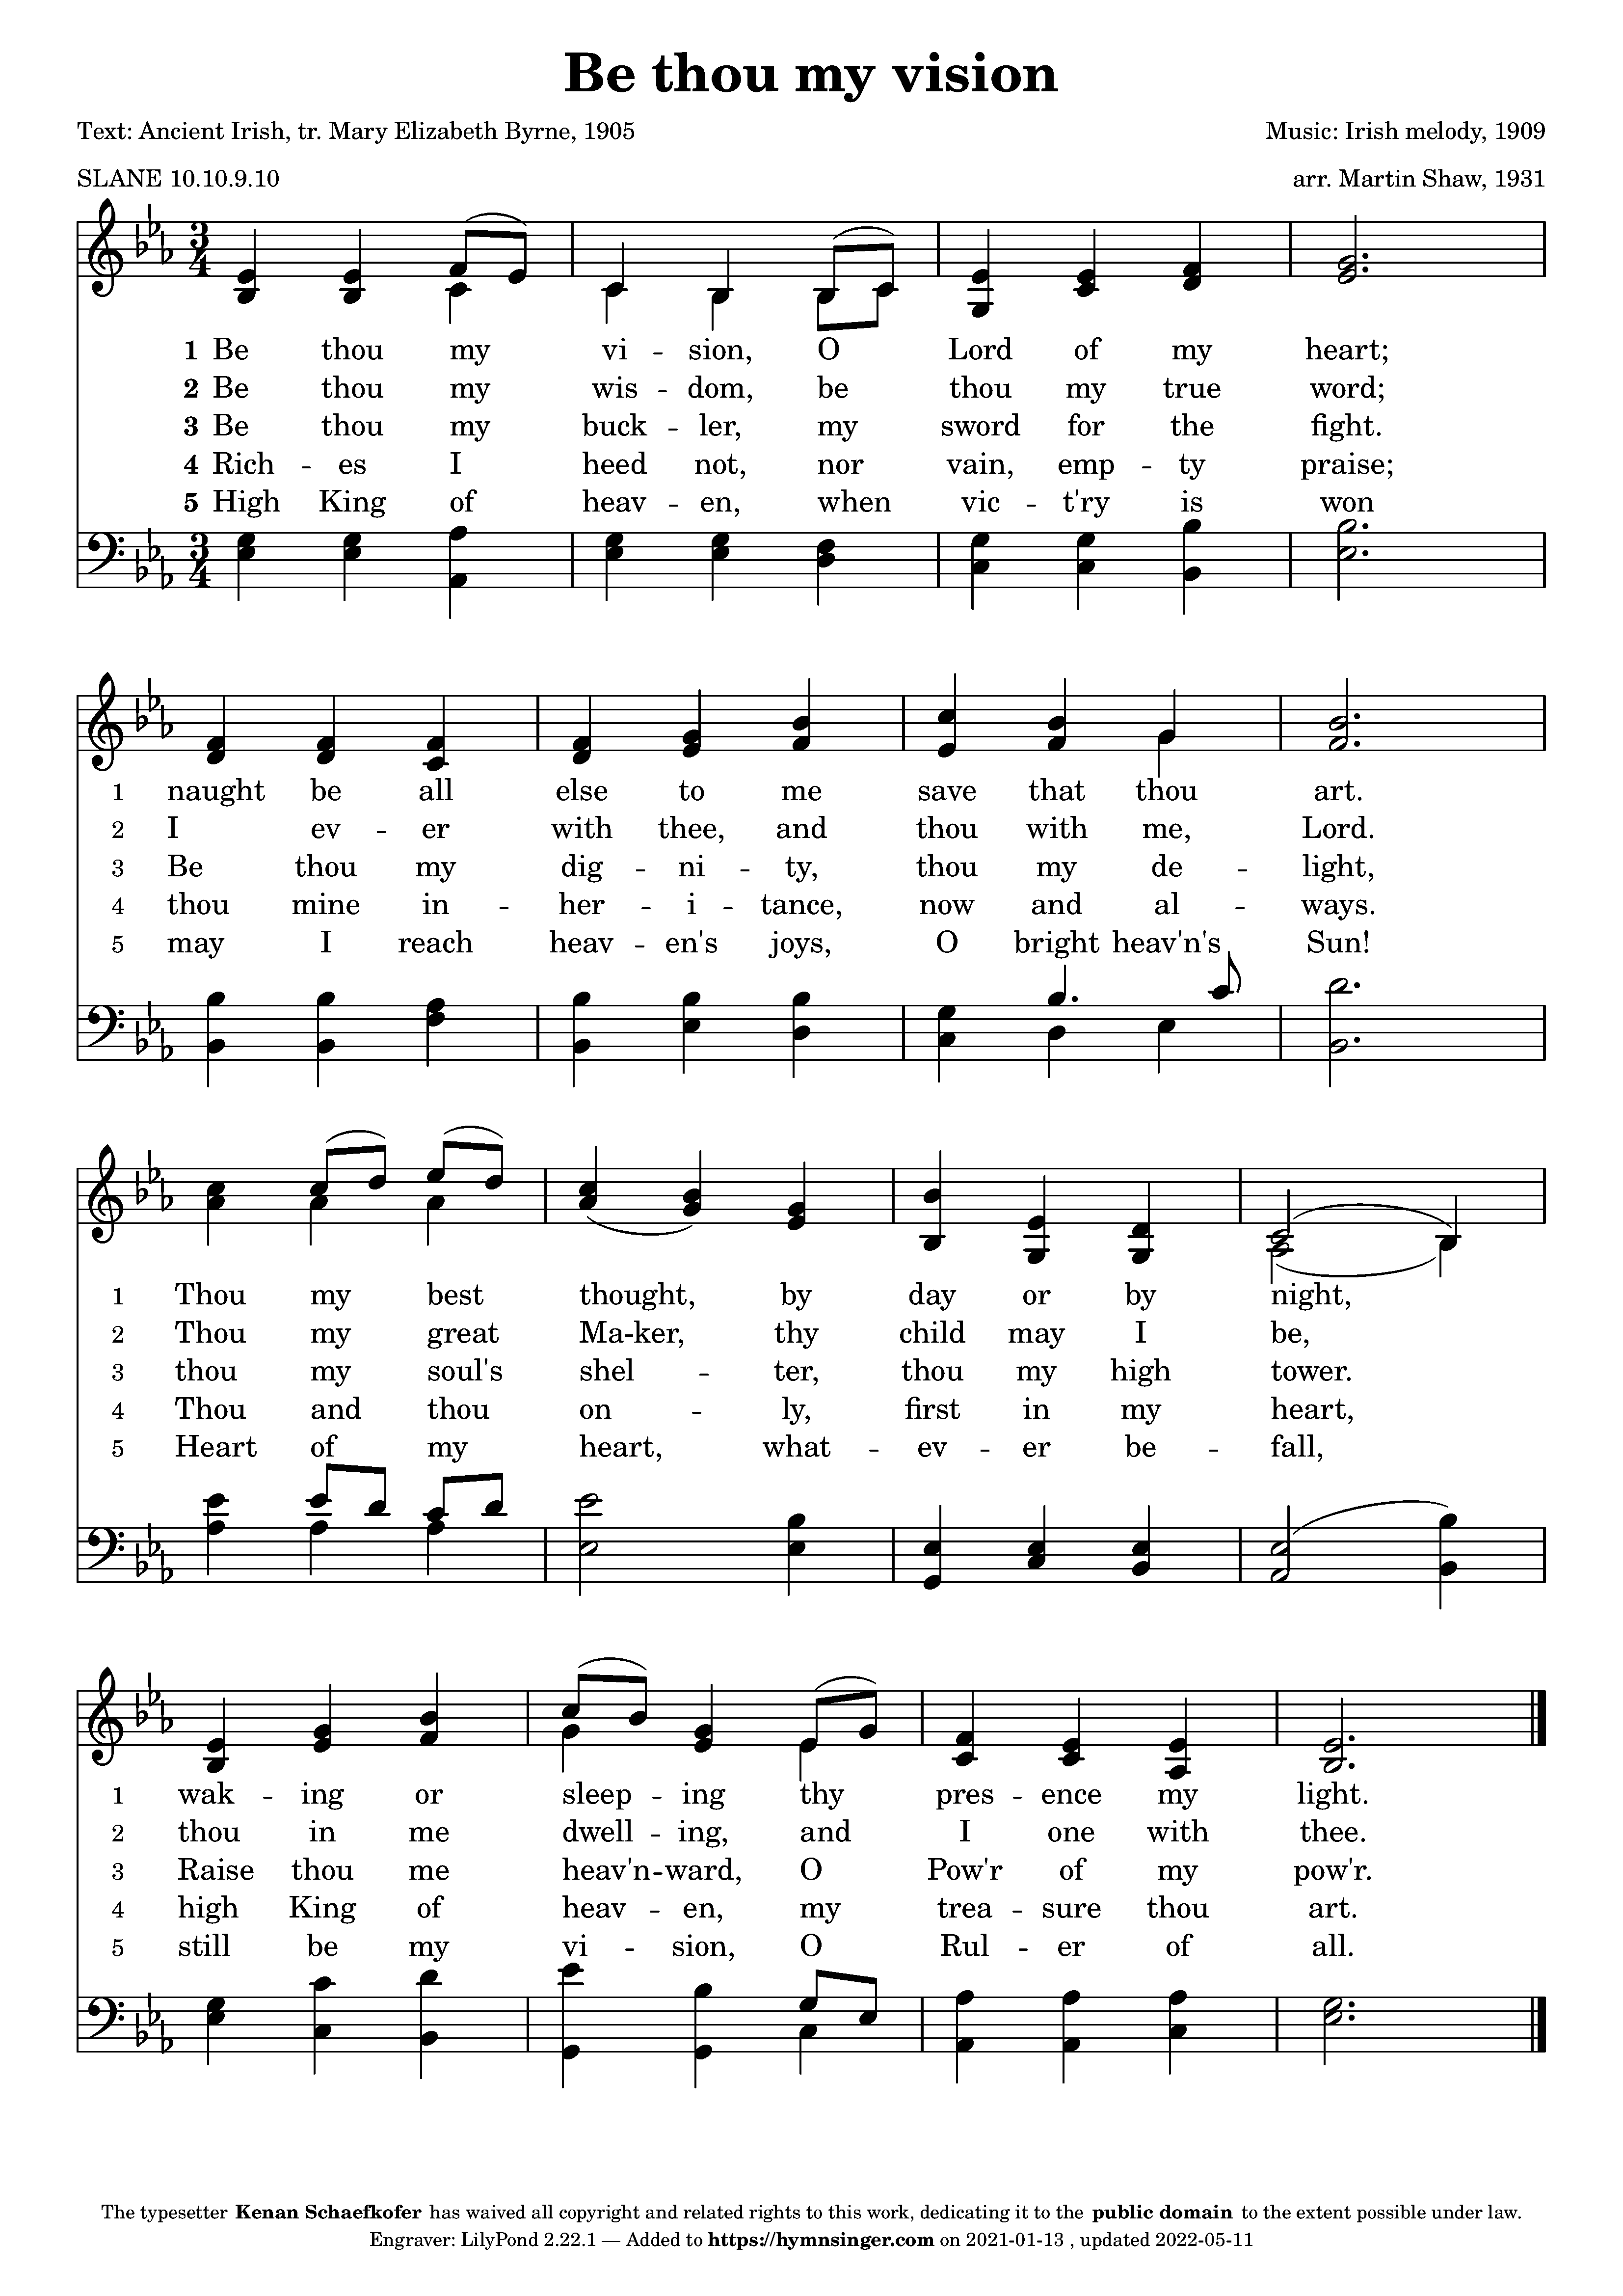 Be thou my vision
Text: Ancient Irish, tr. Mary Elizabeth Byrne, 1905
Music: Irish melody, 1909
SLANE 10.10.9.10
arr. Martin Shaw, 1931
3
4
1 Be thou my vi -- sion, O Lord of my heart;
2 Be thou my wis -- dom, be thou my true word;
3 Be thou my buck -- ler, my sword for the fight.
4 Rich -- es I heed not, nor vain, emp -- ty praise;
5 High King of heav -- en, when vic -- t'ry is won
3
4
1 naught be all else to me save that thou art.
2 I ev -- er with thee, and thou with me, Lord.
3 Be thou my dig -- ni -- ty, thou my de -- light,
4 thou mine in -- her -- i -- tance, now and al -- ways.
5 may I reach heav -- en's joys, O bright heav'n's Sun!
1 Thou my best thought, by day or by night,
2 Thou my great Ma-ker, thy child may I be,
3 thou my soul's shel -- ter, thou my high tower.
4 Thou and thou on -- ly, first in my heart,
5 Heart of my heart, what -- ev -- er be -- fall,
1 wak -- ing or sleep -- ing thy pres -- ence my light.
2 thou in me dwell -- ing, and I one with thee.
3 Raise thou me heav'n -- ward, O Pow'r of my pow'r.
4 high King of heav -- en, my trea -- sure thou art.
5 still be my vi -- sion, O Rul -- er of all.
The typesetter Kenan Schaefkofer has waived all copyright and related rights to this work, dedicating it to the public domain to the extent possible under law.
Engraver: LilyPond 2.22.1 — Added to https://hymnsinger.com on 2021-01-13 , updated 2022-05-11